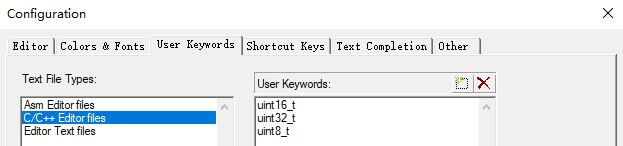 Configuration
Editor
Colors & Fonts
User Keywords
Shortcut Keys
Text Completion
Other
Text File Types:
User Keywords:
Asm Editor files
C/C++ Editor files
Editor Text files
uint16_t
uint32_t
uint8_t